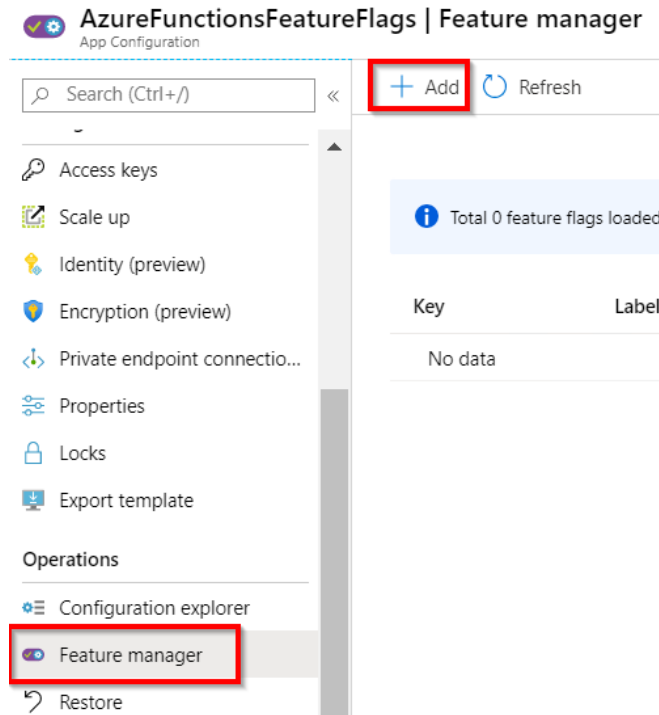 AzureFunctionsFeatureFlags | Feature manager
App Configuration
Search (Ctrl+/)
«
Add
Refresh
Access keys
Scale up
Identity (preview)
Encryption (preview)
Private endpoint connectio...
Properties
Locks
Export template
Operations
Configuration explorer
Feature manager
Restore
Total 0 feature flags loaded
Key
Label
No data